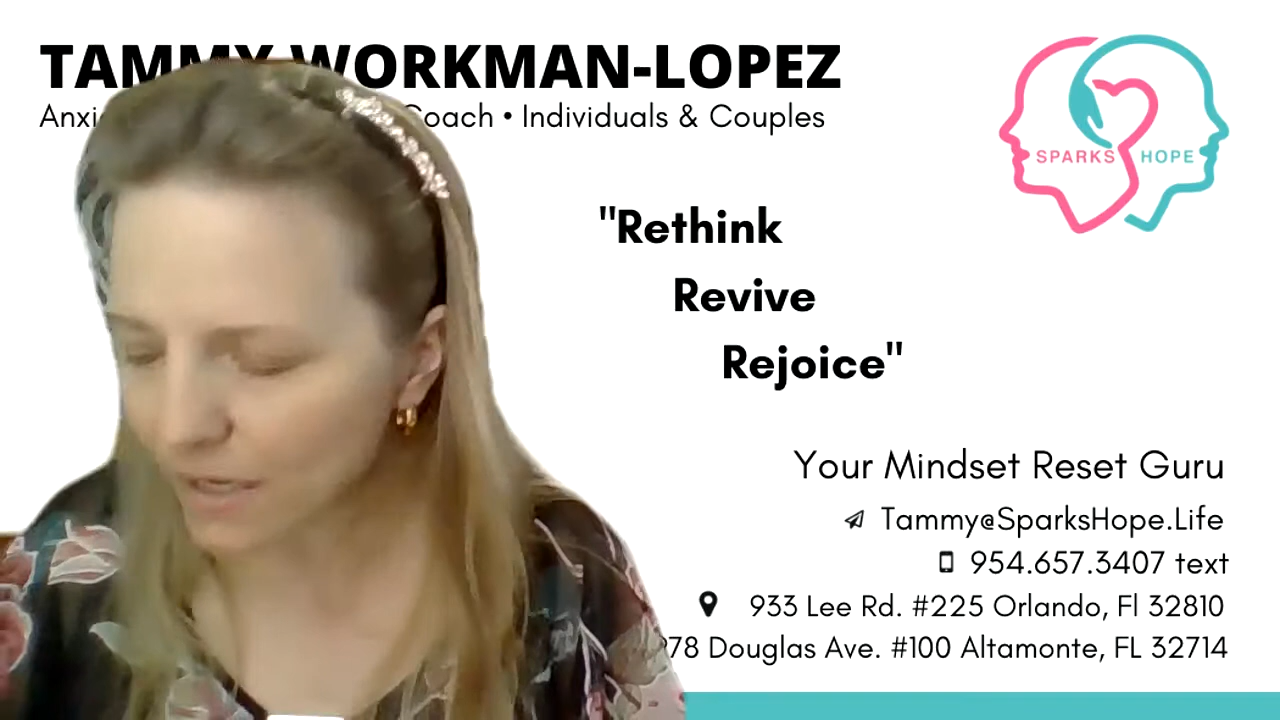 TAMMY WORKMAN-LOPEZ
Coach • Individuals & Couples
SPARKS HOPE
"Rethink
Revive
Rejoice"
Your Mindset Reset Guru
Tammy@SparksHope.Life
954.657.3407 text
933 Lee Rd. #225 Orlando, Fl 32810
Douglas Ave. #100 Altamonte, FL 32714